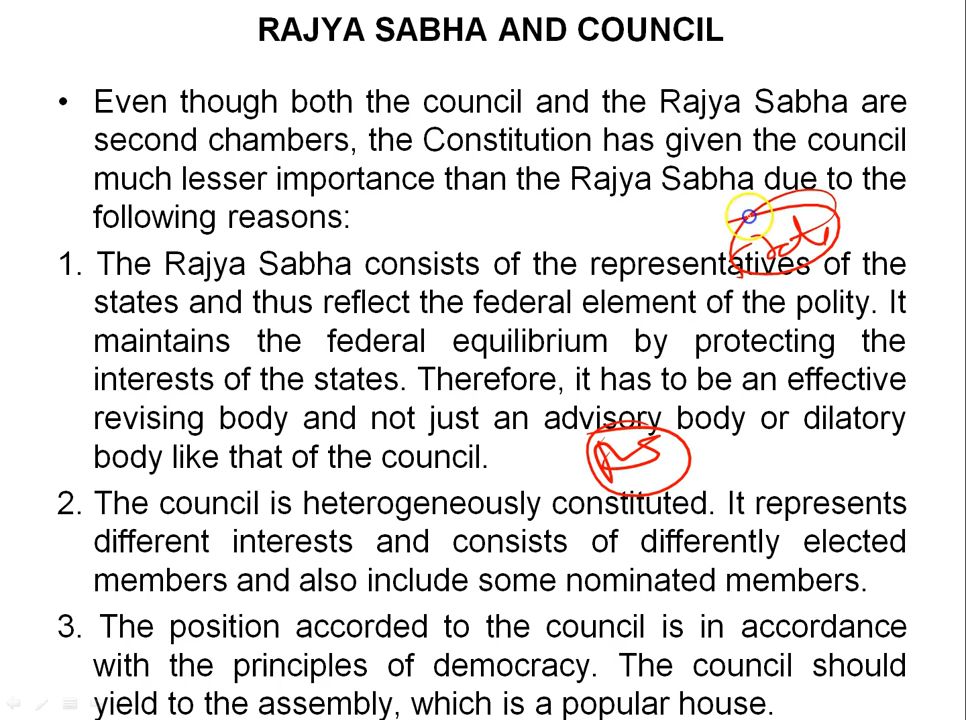 RAJYA SABHA AND COUNCIL
• Even though both the council and the Rajya Sabha are
second chambers, the Constitution has given the council
much lesser importance than the Rajya Sabha due to the
following reasons:
1. The Rajya Sabha consists of the representatives of the
states and thus reflect the federal element of the polity. It
maintains the federal equilibrium by protecting the
interests of the states. Therefore, it has to be an effective
revising body and not just an advisory body or dilatory
body like that of the council.
RS
2. The council is heterogeneously constituted. It represents
different interests and consists of differently elected
members and also include some nominated members.
3. The position accorded to the council is in accordance
with the principles of democracy. The council should
yield to the assembly, which is a popular house.